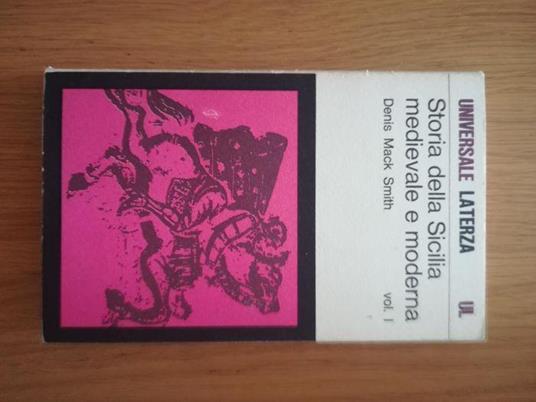 UNIVERSALE LATERZA UL
Storia della Sicilia
medievale e moderna
vol. I
Denis Mack Smith